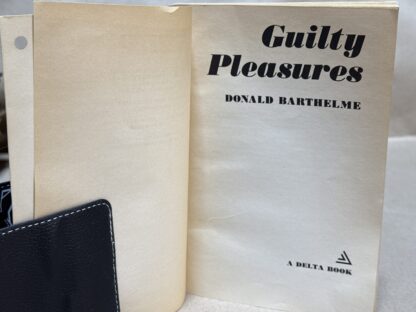 Guilty
Pleasures
DONALD BARTHELME
A DELTA BOOK